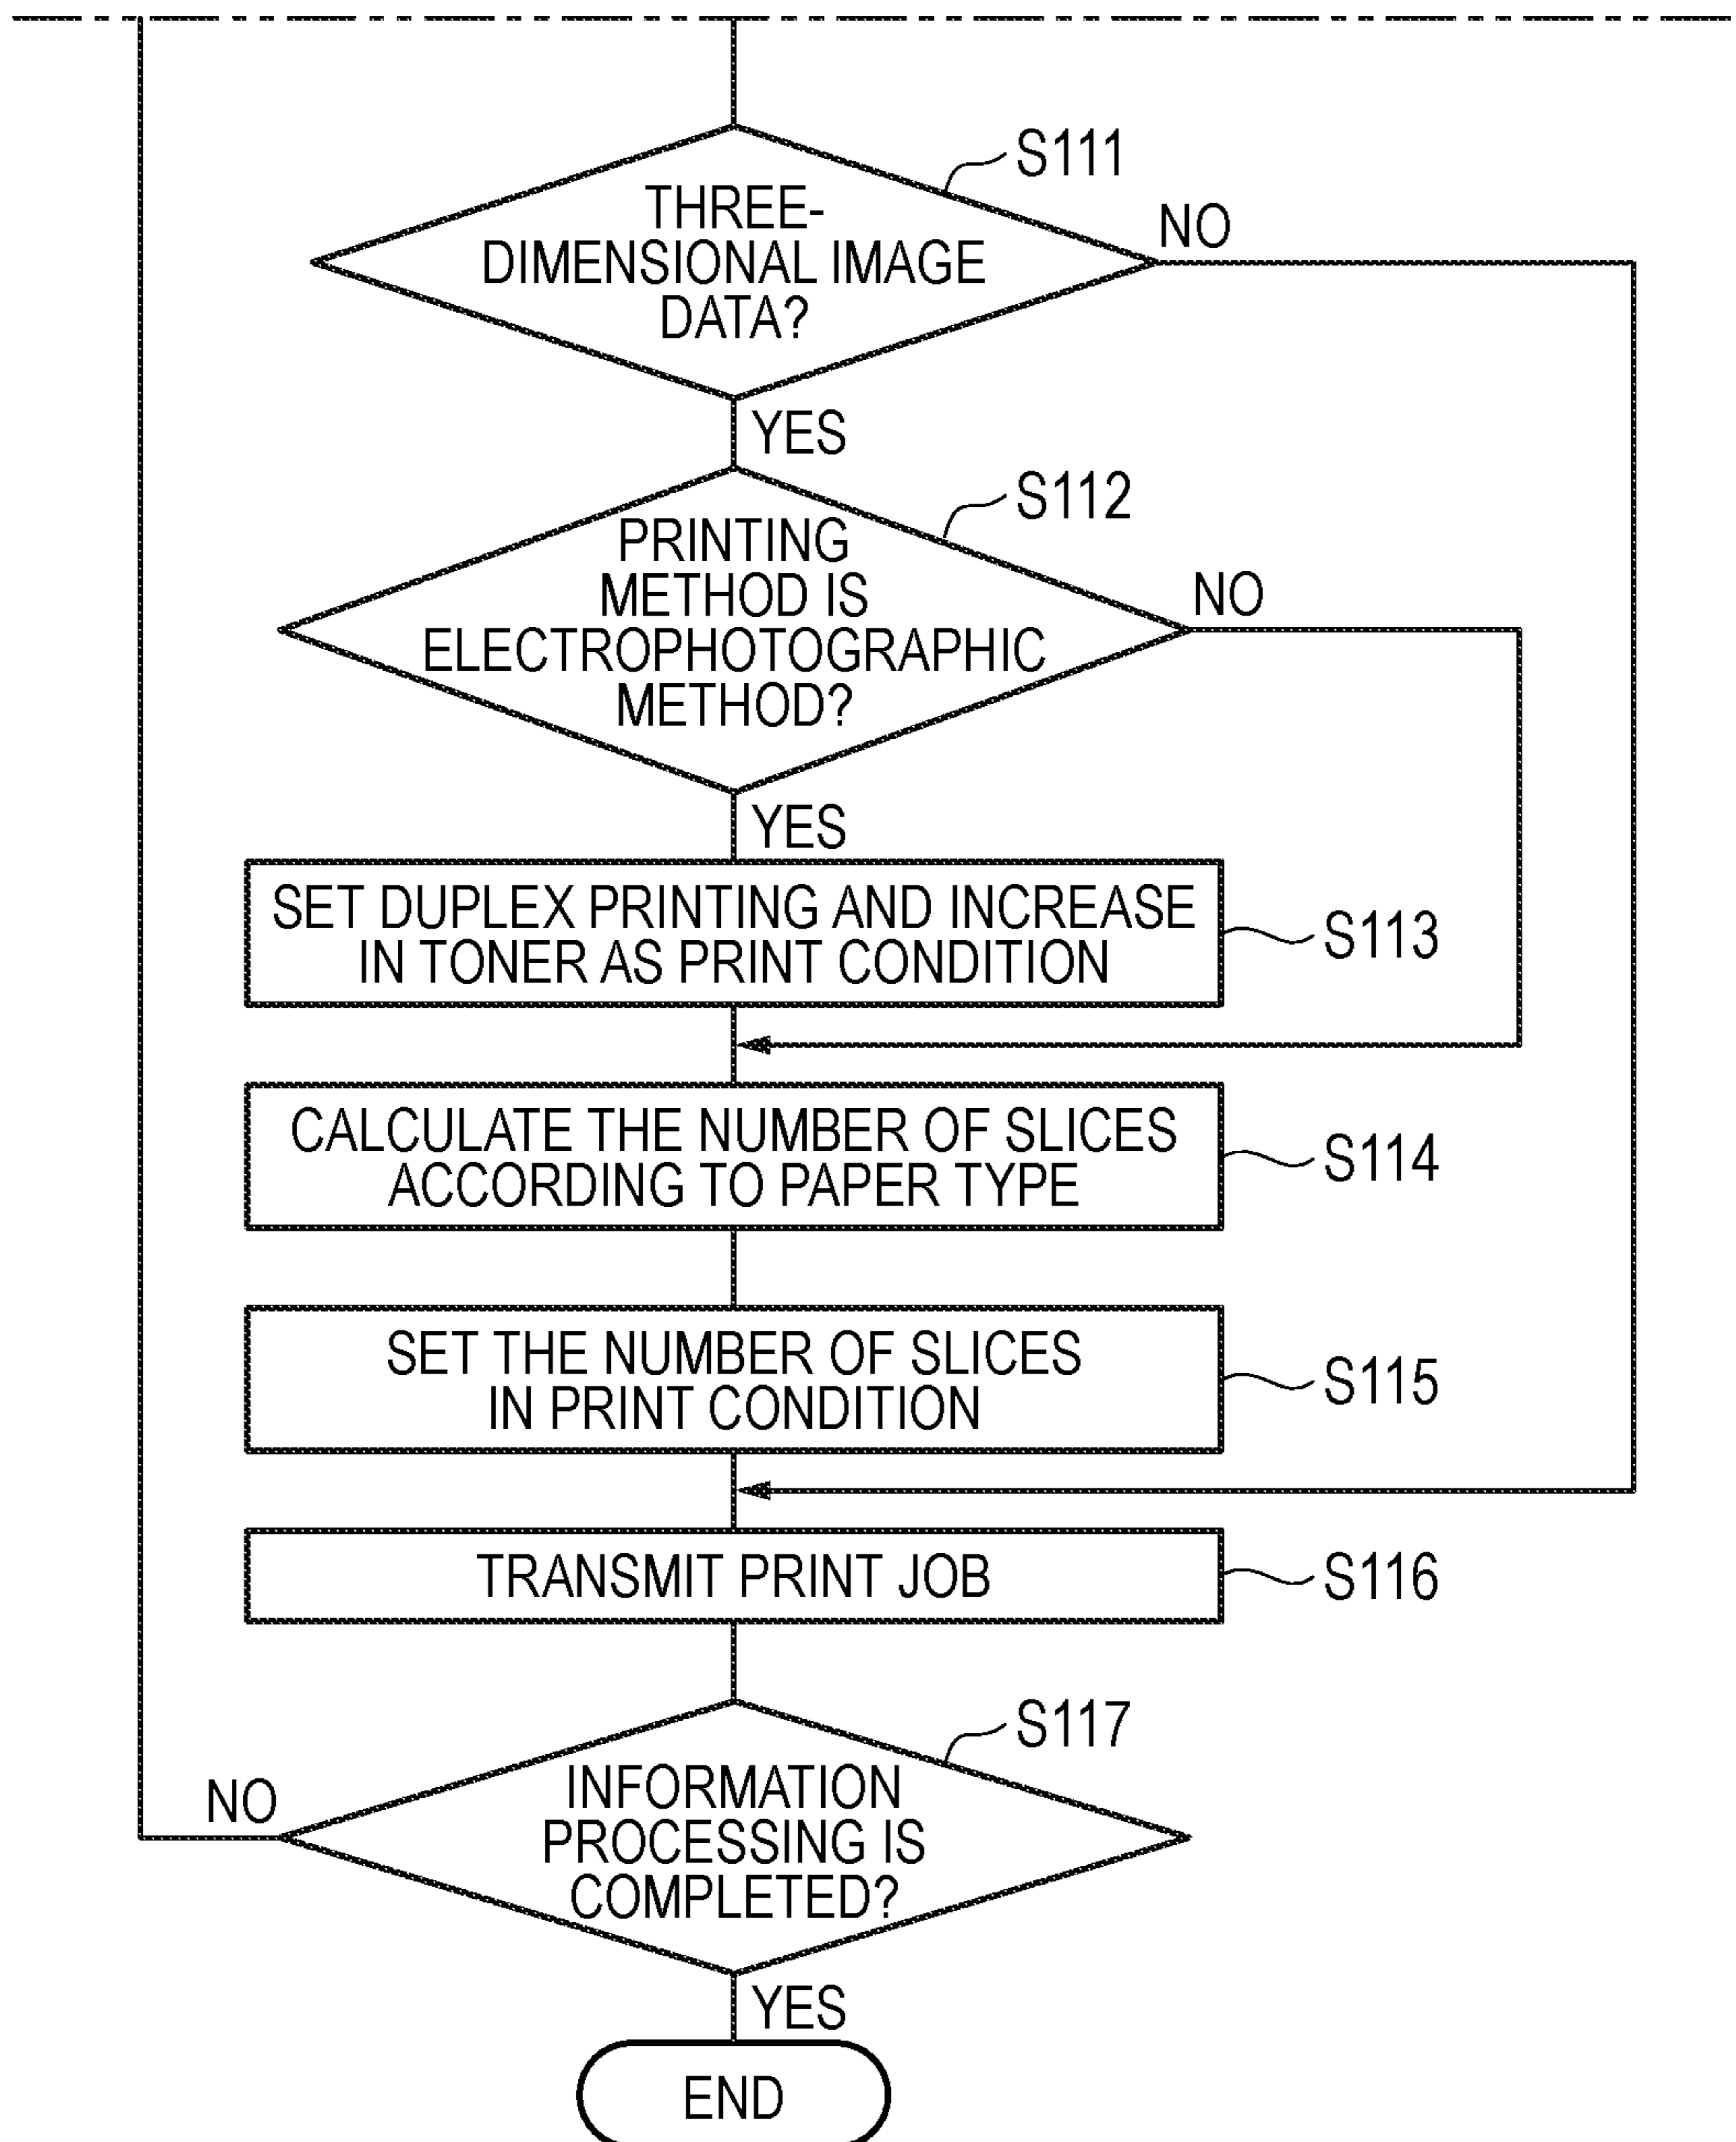 S111
THREE-
DIMENSIONAL IMAGE
DATA?
NO
YES
S112
PRINTING
METHOD IS
ELECTROPHOTOGRAPHIC
METHOD?
NO
YES
SET DUPLEX PRINTING AND INCREASE
IN TONER AS PRINT CONDITION
S113
CALCULATE THE NUMBER OF SLICES
ACCORDING TO PAPER TYPE
S114
SET THE NUMBER OF SLICES
IN PRINT CONDITION
S115
TRANSMIT PRINT JOB
S116
S117
INFORMATION
PROCESSING IS
COMPLETED?
NO
YES
END